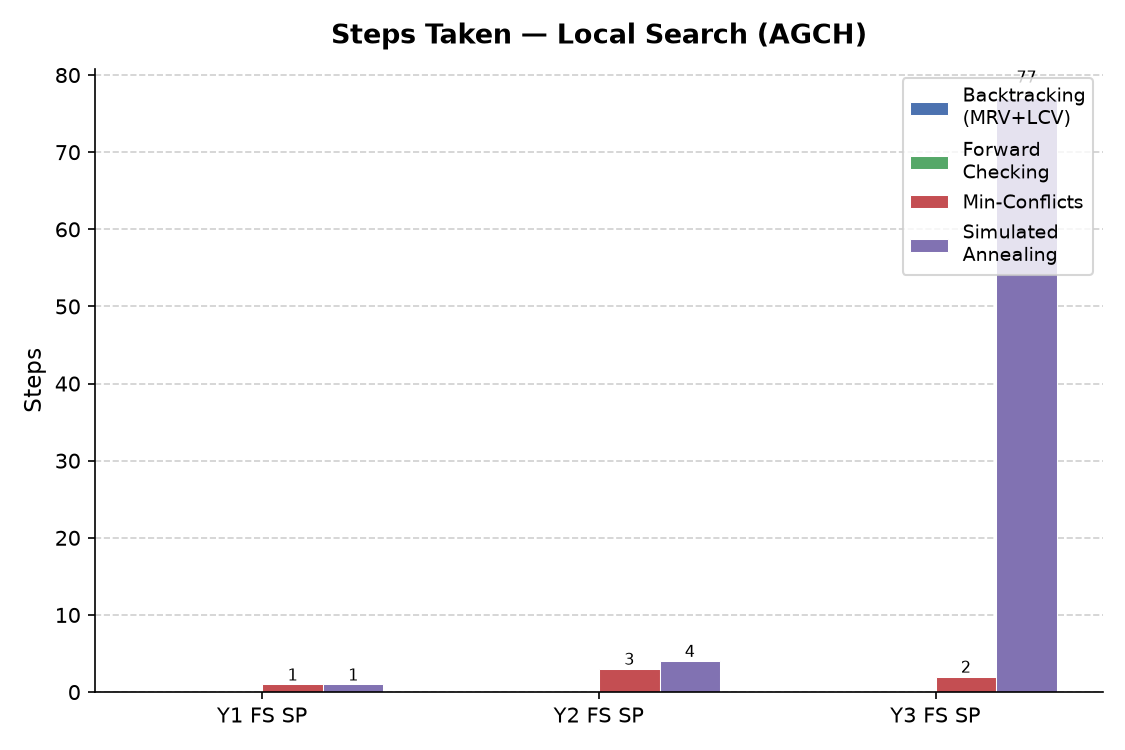 Steps Taken — Local Search (AGCH)
80
70
60
50
40
30
20
10
0
Steps
77
Backtracking
(MRV+LCV)
Forward
Checking
Min-Conflicts
Simulated
Annealing
1
1
3
4
2
Y1 FS SP
Y2 FS SP
Y3 FS SP